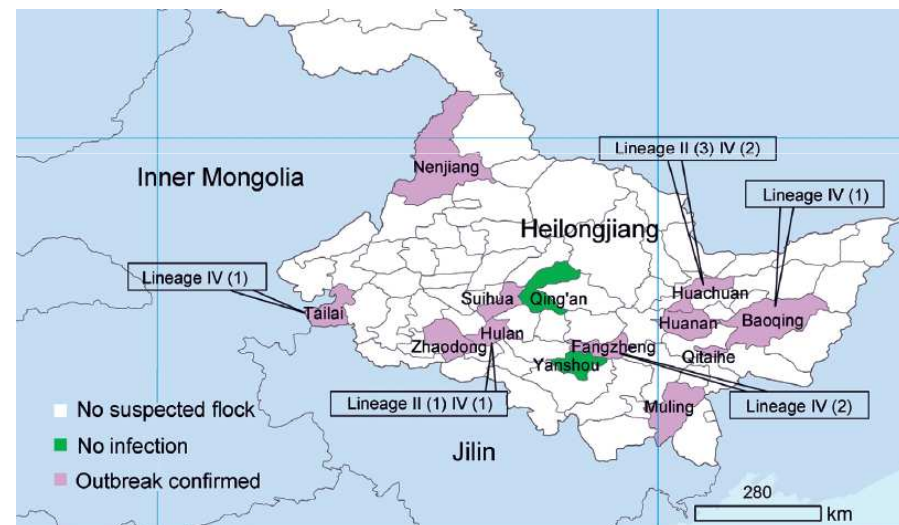 Lineage II (3) IV (2)
Nenjiang
Inner Mongolia
Lineage IV (1)
Heilongjiang
Lineage IV (1)
Huachuan
Suihua
Qing'an
Tailai
Huanan
Baoqing
Hulan
Zhaodong
Fangzheng
Qitaihe
Yanshou
Lineage II (1) IV (1)
Muling
Lineage IV (2)
No suspected flock
No infection
Jilin
Outbreak confirmed
280
km